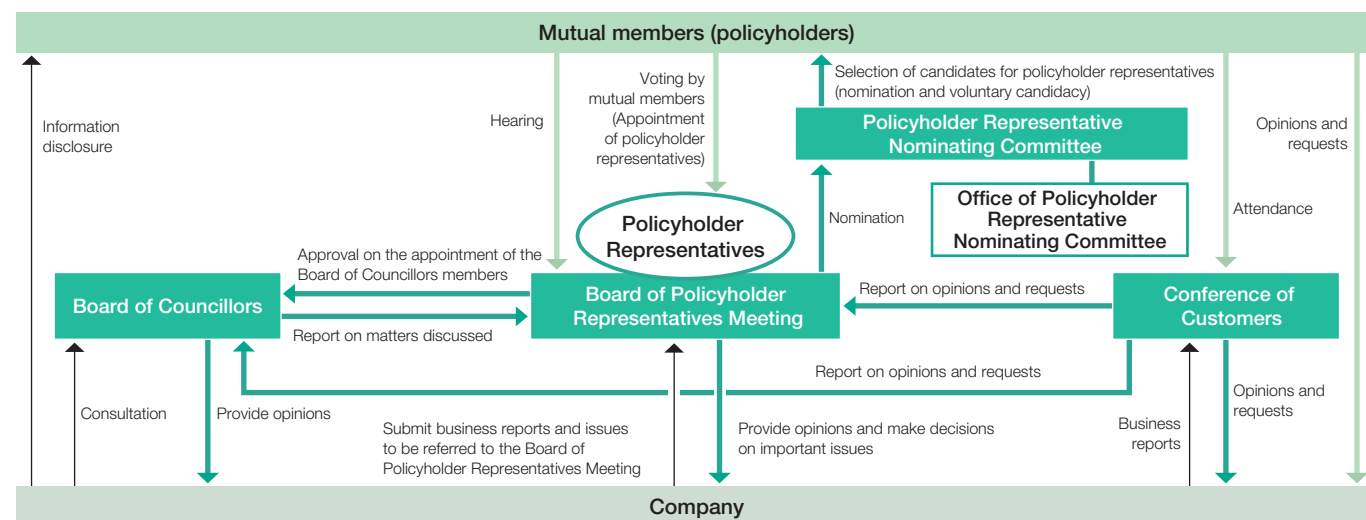 Mutual members (policyholders)
Information
disclosure
Hearing
Voting by
mutual members
(Appointment
of policyholder
representatives)
Selection of candidates for policyholder representatives
(nomination and voluntary candidacy)
Policyholder Representative
Nominating Committee
Opinions and
requests
Office of Policyholder
Representative
Nominating Committee
Nomination
Attendance
Policyholder
Representatives
Approval on the appointment of the
Board of Councillors members
Board of Councillors
Board of Policyholder
Representatives Meeting
Report on opinions and requests
Conference of
Customers
Report on matters discussed
Report on opinions and requests
Consultation
Provide opinions
Submit business reports and issues
to be referred to the Board of
Policyholder Representatives Meeting
Provide opinions and make decisions
on important issues
Business
reports
Opinions and
requests
Company